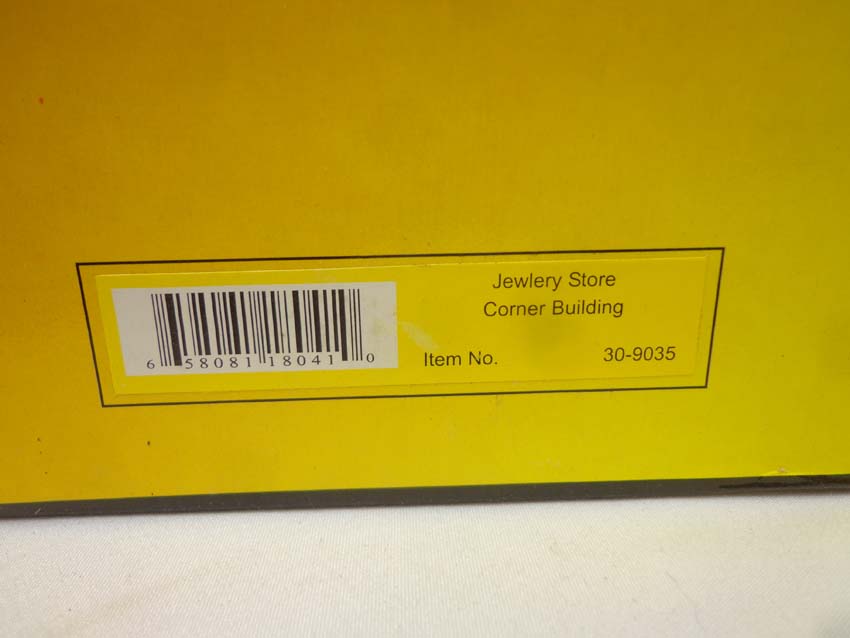 Jewlery Store
Corner Building
Item No. 30-9035
6 58081 18041 0